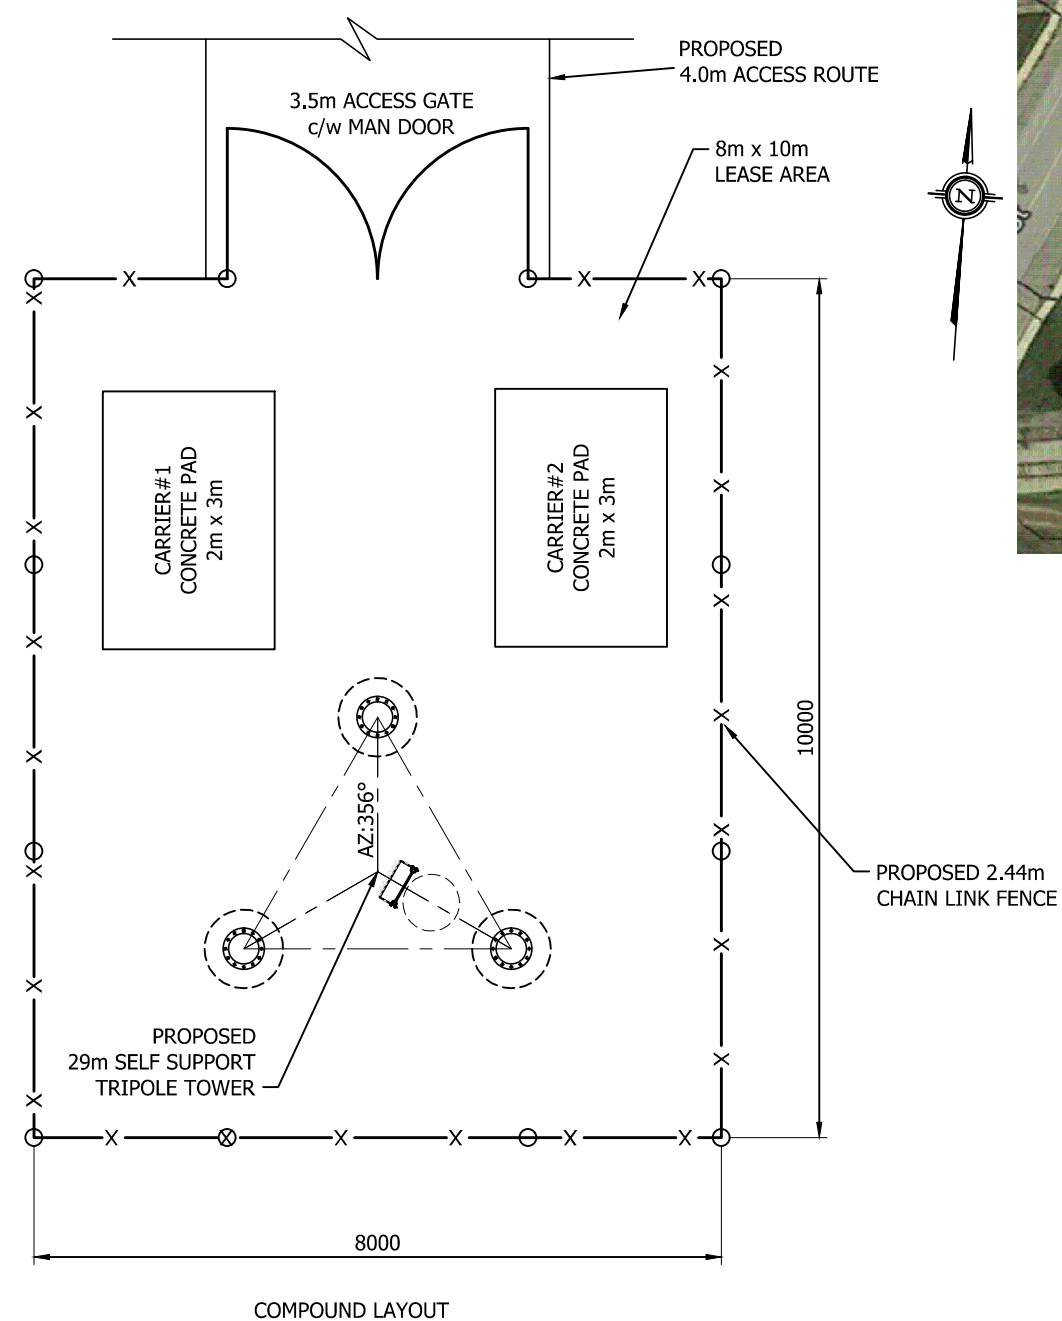 PROPOSED
4.0m ACCESS ROUTE
3.5m ACCESS GATE
c/w MAN DOOR
8m x 10m
LEASE AREA
N
CARRIER#1
CONCRETE PAD
2m x 3m
CARRIER#2
CONCRETE PAD
2m x 3m
10000
AZ:356°
PROPOSED 2.44m
CHAIN LINK FENCE
PROPOSED
29m SELF SUPPORT
TRIPOLE TOWER
8000
COMPOUND LAYOUT